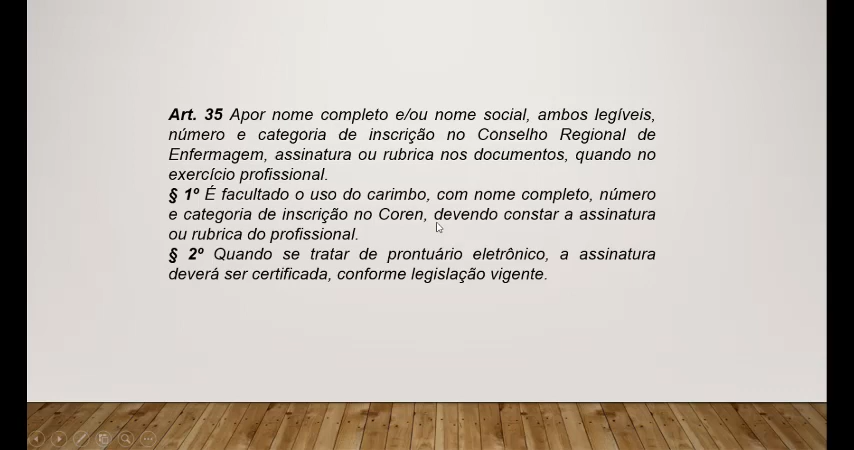 Art. 35 Apor nome completo e/ou nome social, ambos legíveis,
número e categoria de inscrição no Conselho Regional de
Enfermagem, assinatura ou rubrica nos documentos, quando no
exercício profissional.
§ 1º É facultado o uso do carimbo, com nome completo, número
e categoria de inscrição no Coren, devendo constar a assinatura
ou rubrica do profissional.
§ 2º Quando se tratar de prontuário eletrônico, a assinatura
deverá ser certificada, conforme legislação vigente.